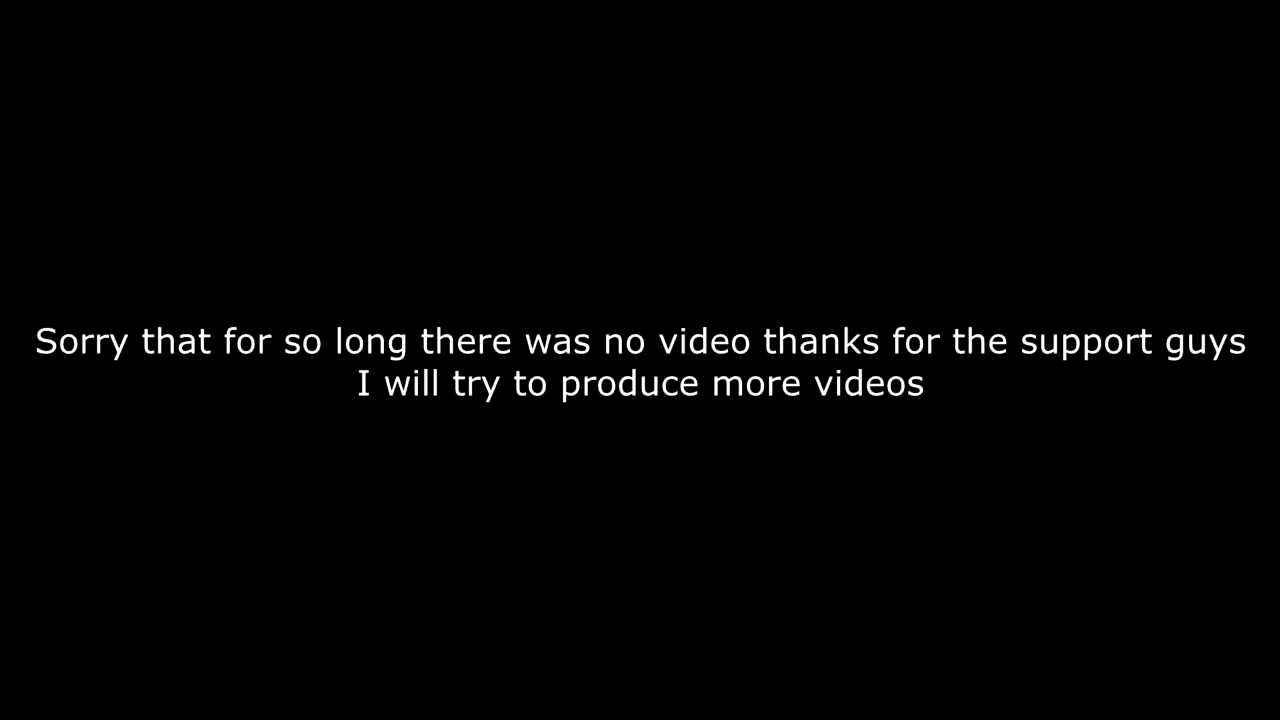 Sorry that for so long there was no video thanks for the support guys
I will try to produce more videos